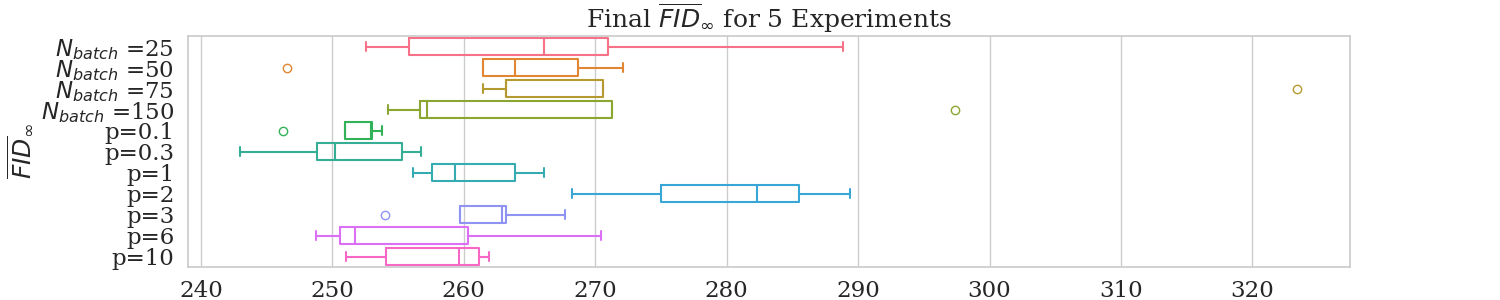 Final $\overline{FID}_\infty$ for 5 Experiments
$N_{batch}$ =25
$N_{batch}$ =50
$N_{batch}$ =75
$N_{batch}$ =150
p=0.1
p=0.3
p=1
p=2
p=3
p=6
p=10
$\overline{FID}_\infty$
240 250 260 270 280 290 300 310 320